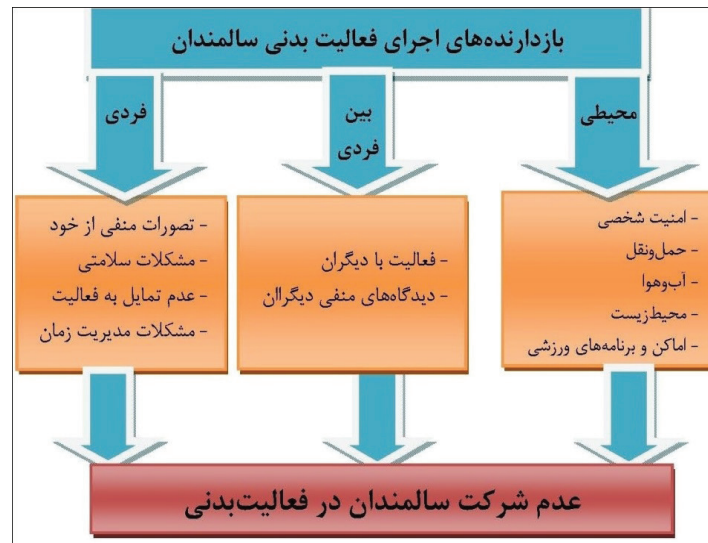 بازدارنده‌های اجرای فعالیت بدنی سالمندان
محیطی
- امنیت شخصی
- حمل‌ونقل
- آب‌وهوا
- محیط‌زیست
- اماکن و برنامه‌های ورزشی
بین
فردی
- فعالیت با دیگران
- دیدگاه‌های منفی دیگراان
فردی
- تصورات منفی از خود
- مشکلات سلامتی
- عدم تمایل به فعالیت
- مشکلات مدیریت زمان
عدم شرکت سالمندان در فعالیت‌بدنی